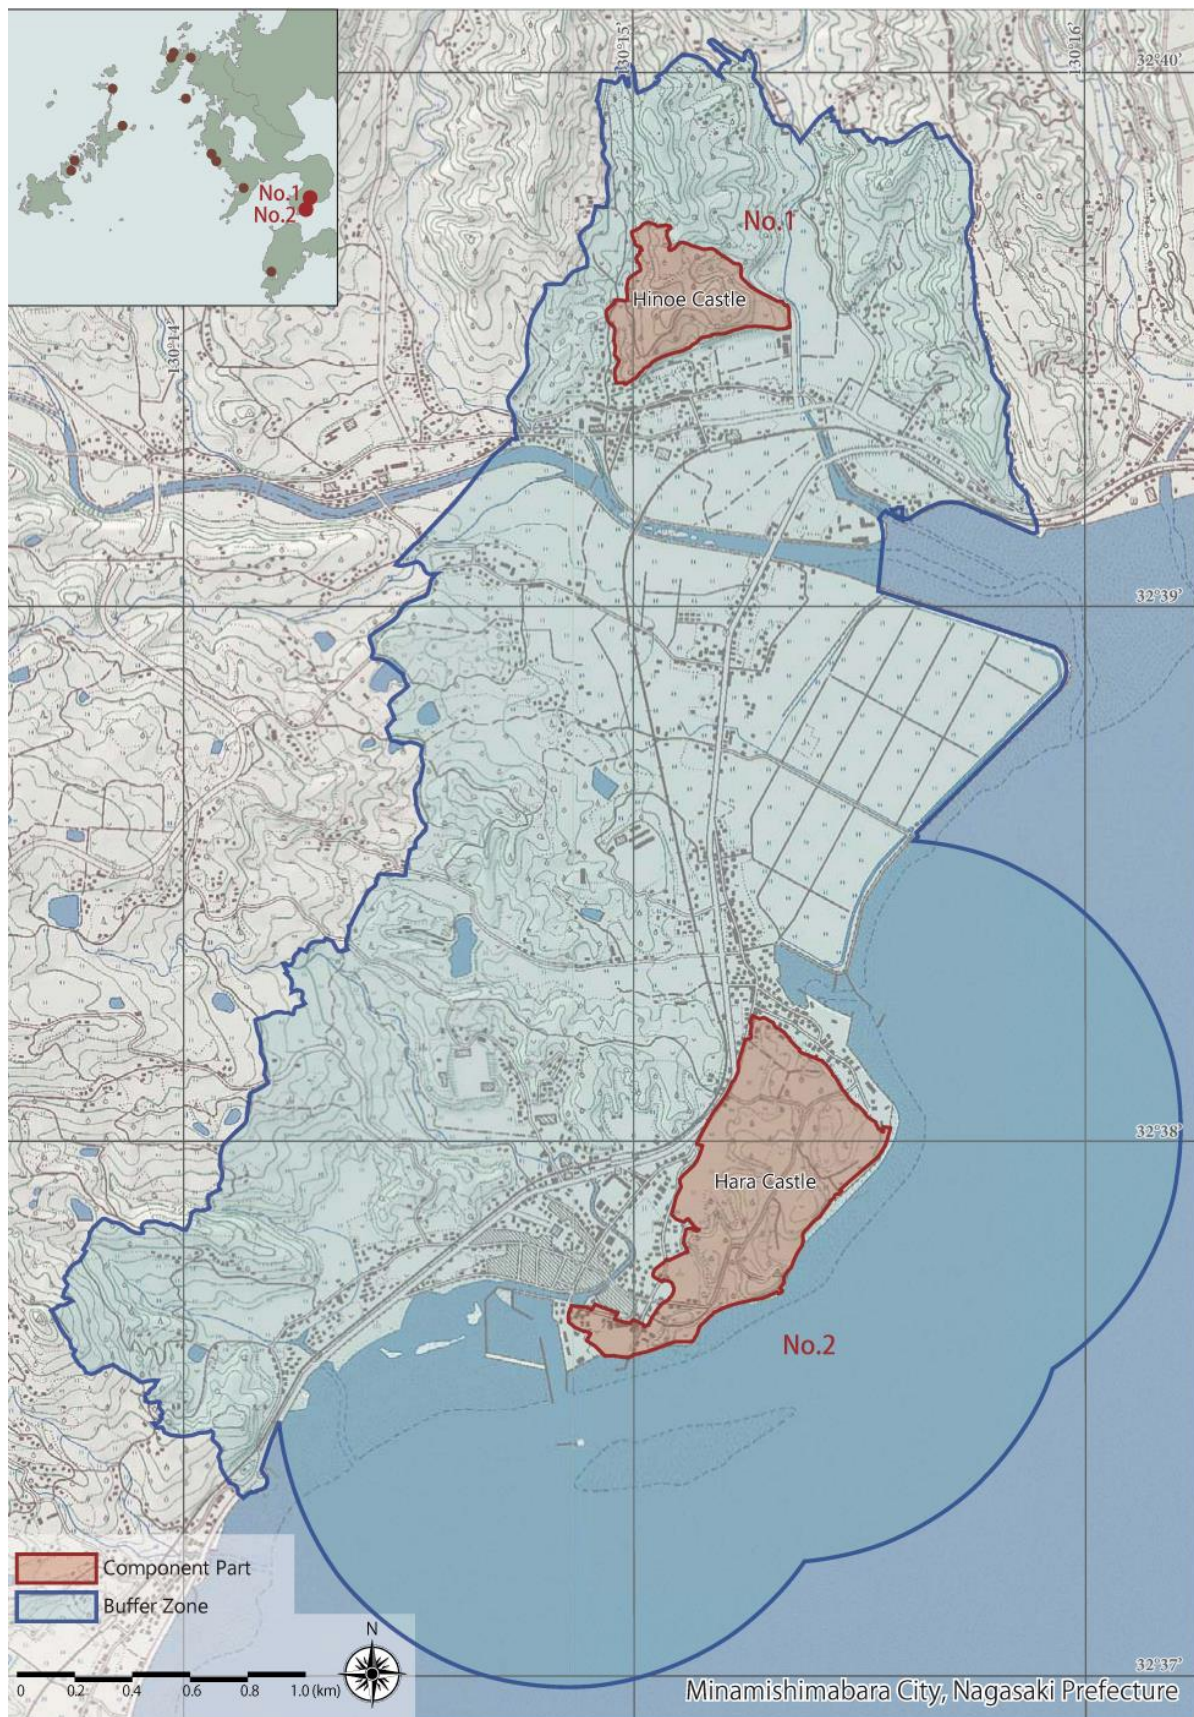 130°15'
130°16'
32°40'
No.1
No.2
No.1
Hinoe Castle
130°14'
32°39'
32°38'
Hara Castle
No.2
Component Part
Buffer Zone
N
0 0.2 0.4 0.6 0.8 1.0 (km)
32°37'
Minamishimabara City, Nagasaki Prefecture